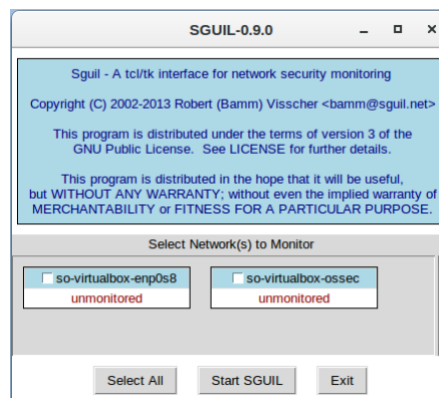 SGUIL-0.9.0
Sguil - A tcl/tk interface for network security monitoring
Copyright (C) 2002-2013 Robert (Bamm) Visscher <bamm@sguil.net>
This program is distributed under the terms of version 3 of the
GNU Public License. See LICENSE for further details.
This program is distributed in the hope that it will be useful,
but WITHOUT ANY WARRANTY; without even the implied warranty of
MERCHANTABILITY or FITNESS FOR A PARTICULAR PURPOSE.
Select Network(s) to Monitor
so-virtualbox-enp0s8 so-virtualbox-ossec
unmonitored unmonitored
Select All Start SGUIL Exit